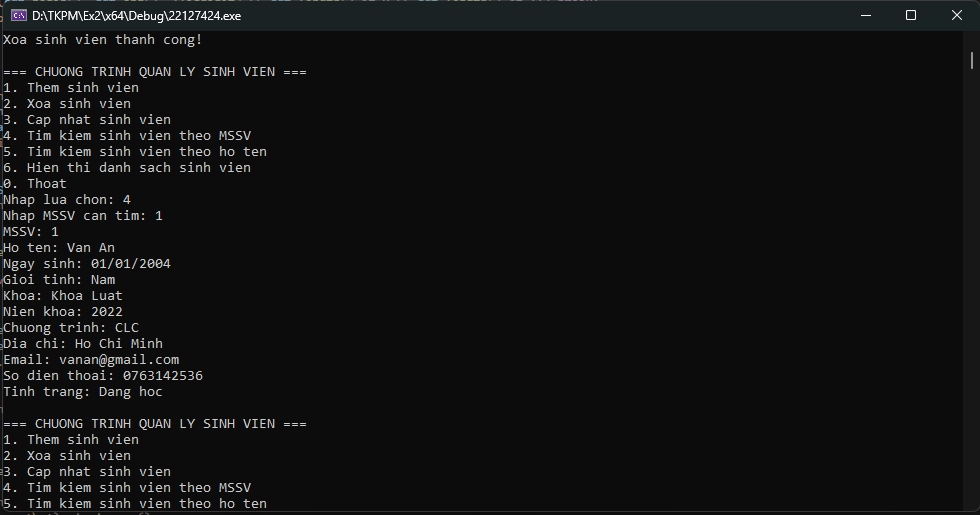 D:\TKPM\Ex2\x64\Debug\22127424.exe
Xoa sinh vien thanh cong!
=== CHUONG TRINH QUAN LY SINH VIEN ===
1. Them sinh vien
2. Xoa sinh vien
3. Cap nhat sinh vien
4. Tim kiem sinh vien theo MSSV
5. Tim kiem sinh vien theo ho ten
6. Hien thi danh sach sinh vien
0. Thoat
Nhap lua chon: 4
Nhap MSSV can tim: 1
MSSV: 1
Ho ten: Van An
Ngay sinh: 01/01/2004
Gioi tinh: Nam
Khoa: Khoa Luat
Nien khoa: 2022
Chuong trinh: CLC
Dia chi: Ho Chi Minh
Email: vanan@gmail.com
So dien thoai: 0763142536
Tinh trang: Dang hoc
=== CHUONG TRINH QUAN LY SINH VIEN ===
1. Them sinh vien
2. Xoa sinh vien
3. Cap nhat sinh vien
4. Tim kiem sinh vien theo MSSV
5. Tim kiem sinh vien theo ho ten